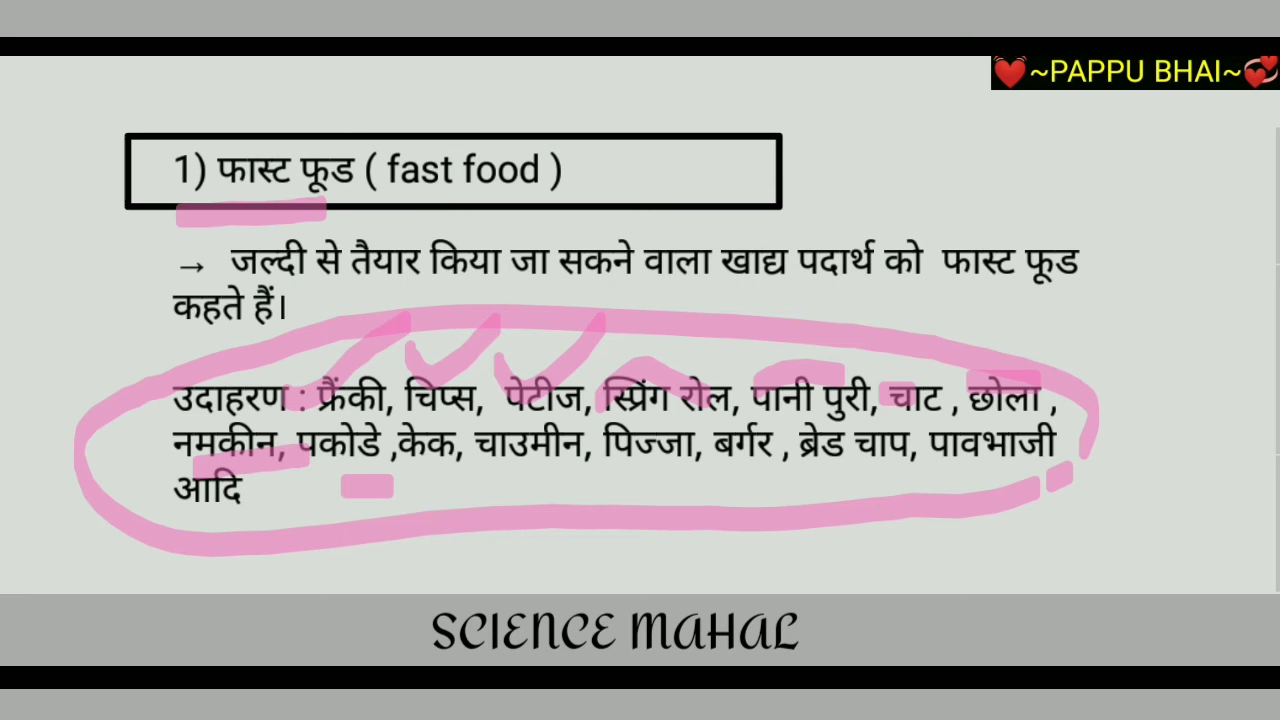 ❤️~PAPPU BHAI~💞
1) फास्ट फूड ( fast food )
→ जल्दी से तैयार किया जा सकने वाला खाद्य पदार्थ को फास्ट फूड
कहते हैं।
उदाहरण : फ्रैंकी, चिप्स, पेटीज, स्प्रिंग रोल, पानी पुरी, चाट , छोला ,
नमकीन, पकोडे ,केक, चाउमीन, पिज्जा, बर्गर , ब्रेड चाप, पावभाजी
आदि
SCIENCE MAHAL